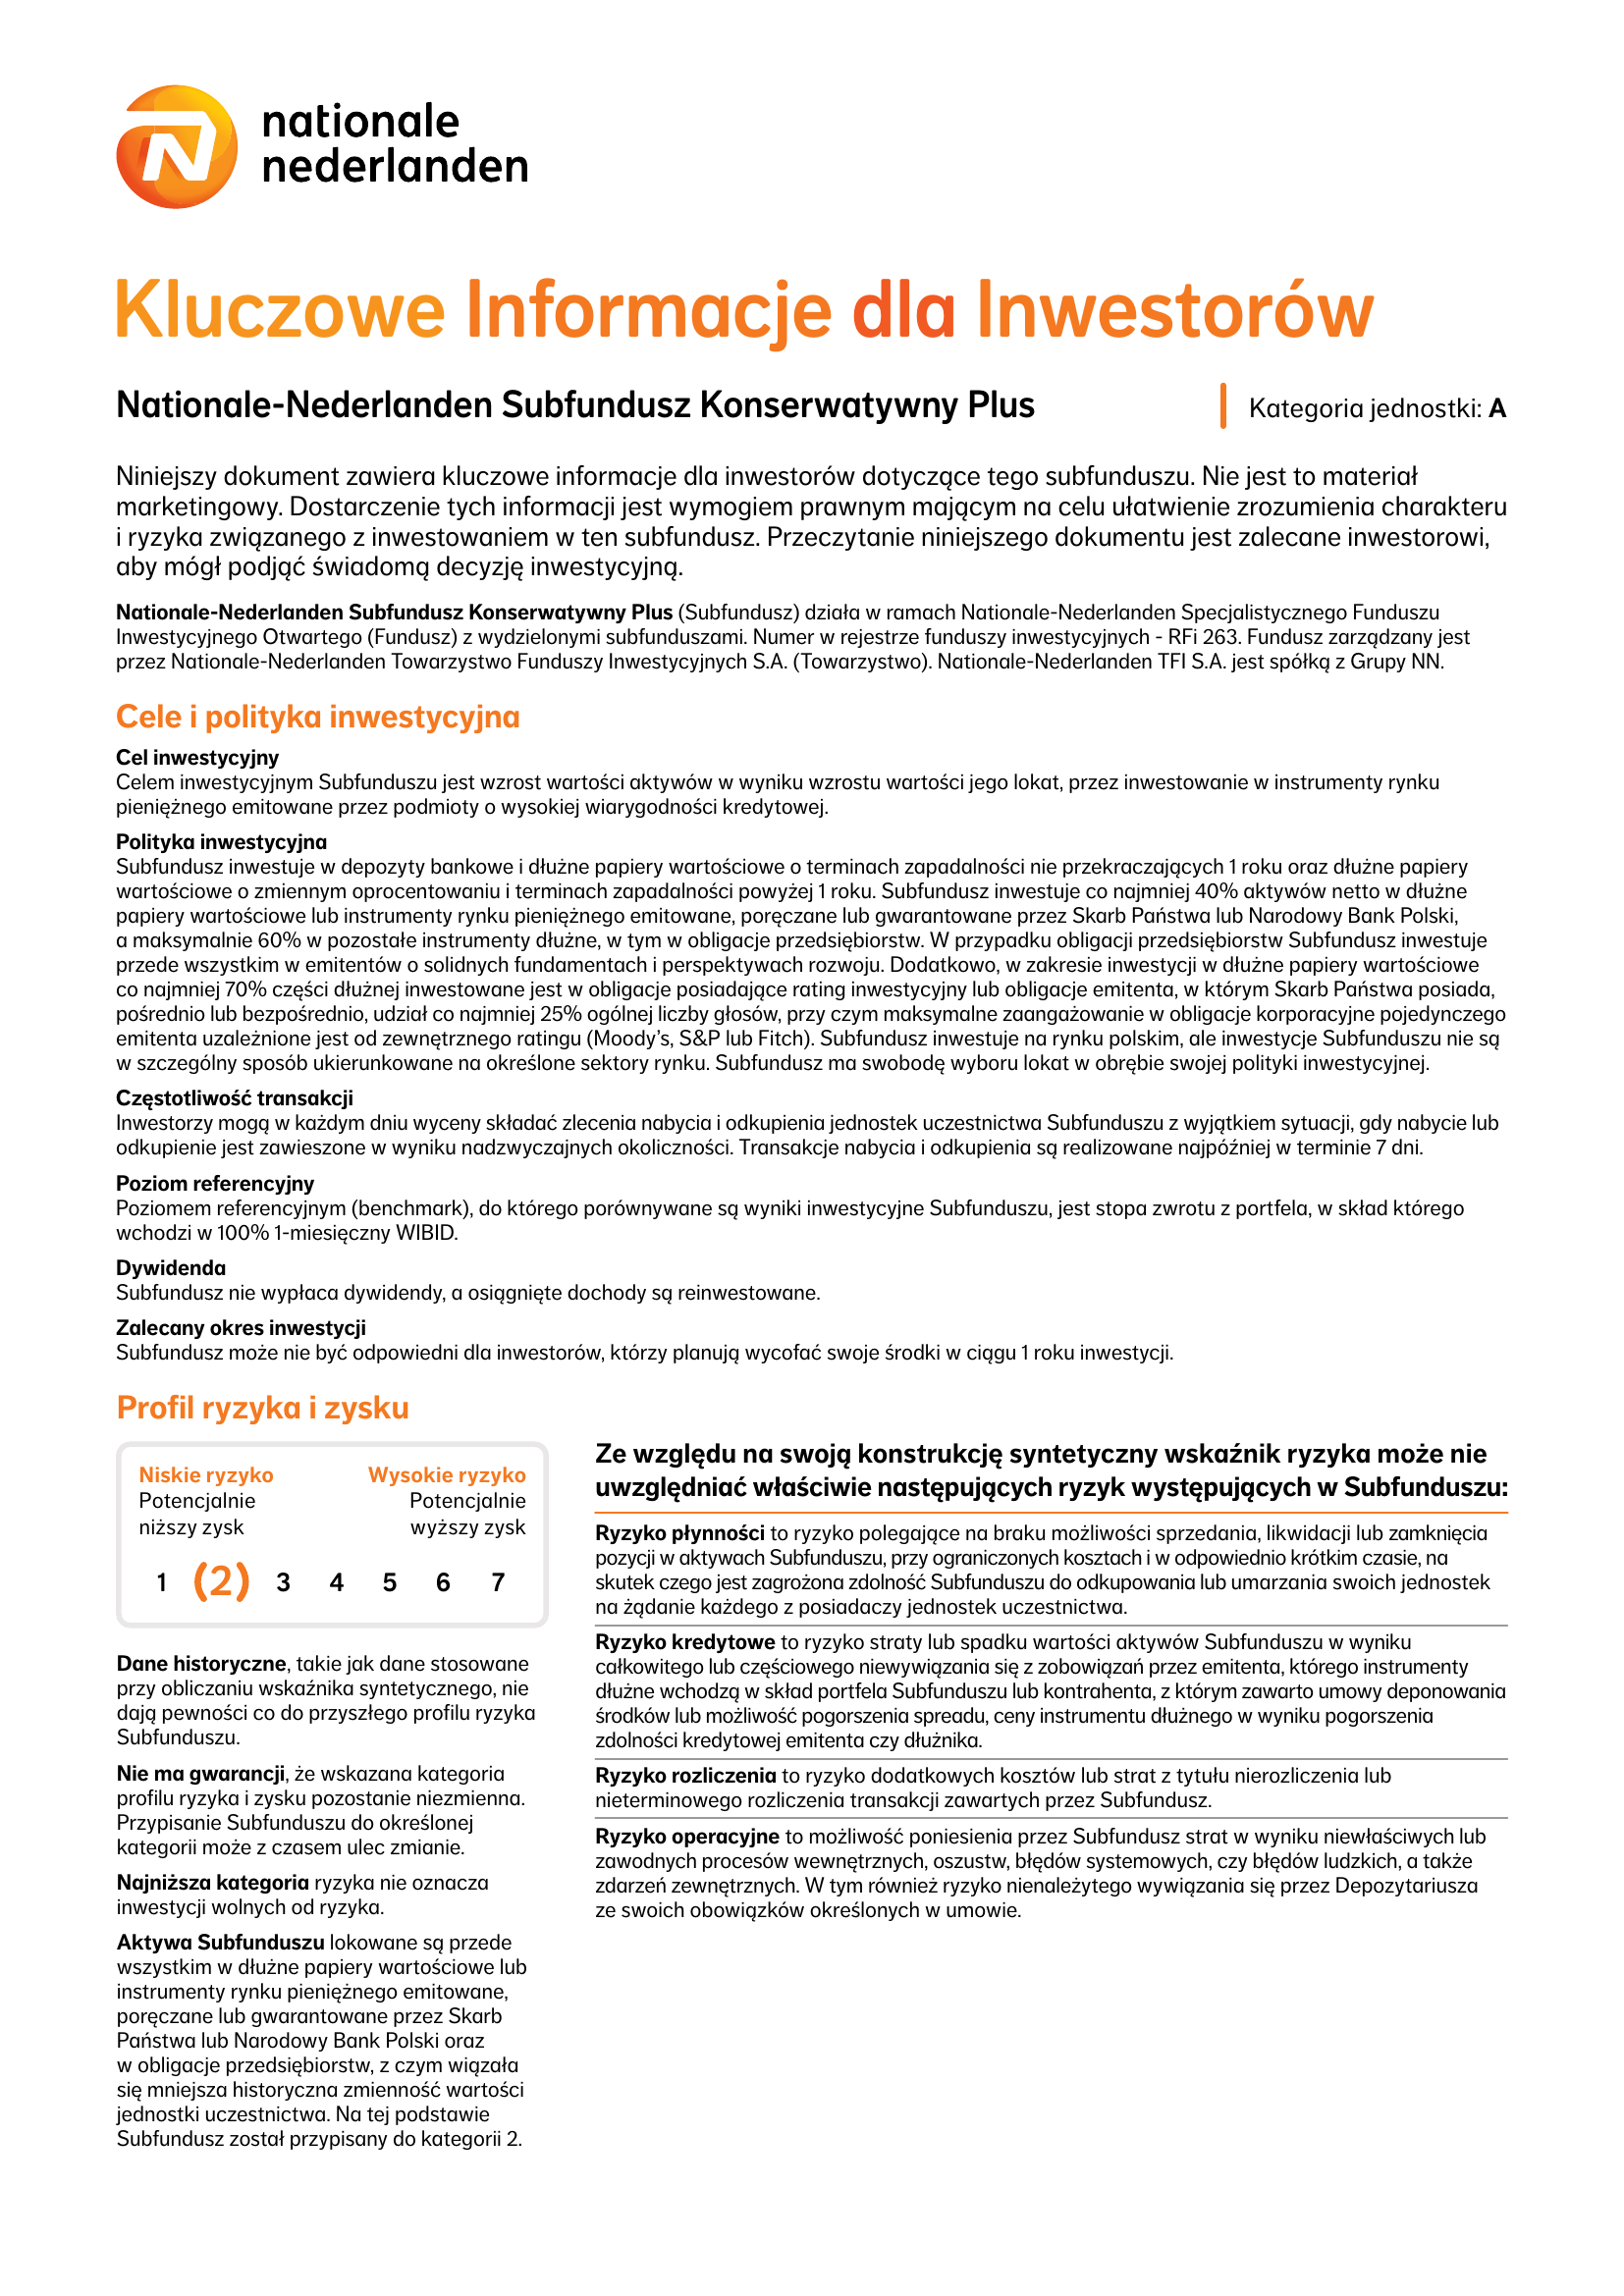 nationale
nederlanden
Kluczowe Informacje dla Inwestorów
Nationale-Nederlanden Subfundusz Konserwatywny Plus
Kategoria jednostki: A
Niniejszy dokument zawiera kluczowe informacje dla inwestorów dotyczące tego subfunduszu. Nie jest to materiał
marketingowy. Dostarczenie tych informacji jest wymogiem prawnym mającym na celu ułatwienie zrozumienia charakteru
i ryzyka związanego z inwestowaniem w ten subfundusz. Przeczytanie niniejszego dokumentu jest zalecane inwestorowi,
aby mógł podjąć świadomą decyzję inwestycyjną.
Nationale-Nederlanden Subfundusz Konserwatywny Plus (Subfundusz) działa w ramach Nationale-Nederlanden Specjalistycznego Funduszu
Inwestycyjnego Otwartego (Fundusz) z wydzielonymi subfunduszami. Numer w rejestrze funduszy inwestycyjnych - RFi 263. Fundusz zarządzany jest
przez Nationale-Nederlanden Towarzystwo Funduszy Inwestycyjnych S.A. (Towarzystwo). Nationale-Nederlanden TFI S.A. jest spółką z Grupy NN.
Cele i polityka inwestycyjna
Cel inwestycyjny
Celem inwestycyjnym Subfunduszu jest wzrost wartości aktywów w wyniku wzrostu wartości jego lokat, przez inwestowanie w instrumenty rynku
pieniężnego emitowane przez podmioty o wysokiej wiarygodności kredytowej.
Polityka inwestycyjna
Subfundusz inwestuje w depozyty bankowe i dłużne papiery wartościowe o terminach zapadalności nie przekraczających 1 roku oraz dłużne papiery
wartościowe o zmiennym oprocentowaniu i terminach zapadalności powyżej 1 roku. Subfundusz inwestuje co najmniej 40% aktywów netto w dłużne
papiery wartościowe lub instrumenty rynku pieniężnego emitowane, poręczane lub gwarantowane przez Skarb Państwa lub Narodowy Bank Polski,
a maksymalnie 60% w pozostałe instrumenty dłużne, w tym w obligacje przedsiębiorstw. W przypadku obligacji przedsiębiorstw Subfundusz inwestuje
przede wszystkim w emitentów o solidnych fundamentach i perspektywach rozwoju. Dodatkowo, w zakresie inwestycji w dłużne papiery wartościowe
co najmniej 70% części dłużnej inwestowane jest w obligacje posiadające rating inwestycyjny lub obligacje emitenta, w którym Skarb Państwa posiada,
pośrednio lub bezpośrednio, udział co najmniej 25% ogólnej liczby głosów, przy czym maksymalne zaangażowanie w obligacje korporacyjne pojedynczego
emitenta uzależnione jest od zewnętrznego ratingu (Moody's, S&P lub Fitch). Subfundusz inwestuje na rynku polskim, ale inwestycje Subfunduszu nie są
w szczególny sposób ukierunkowane na określone sektory rynku. Subfundusz ma swobodę wyboru lokat w obrębie swojej polityki inwestycyjnej.
Częstotliwość transakcji
Inwestorzy mogą w każdym dniu wyceny składać zlecenia nabycia i odkupienia jednostek uczestnictwa Subfunduszu z wyjątkiem sytuacji, gdy nabycie lub
odkupienie jest zawieszone w wyniku nadzwyczajnych okoliczności. Transakcje nabycia i odkupienia są realizowane najpóźniej w terminie 7 dni.
Poziom referencyjny
Poziomem referencyjnym (benchmark), do którego porównywane są wyniki inwestycyjne Subfunduszu, jest stopa zwrotu z portfela, w skład którego
wchodzi w 100% 1-miesięczny WIBID.
Dywidenda
Subfundusz nie wypłaca dywidendy, a osiągnięte dochody są reinwestowane.
Zalecany okres inwestycji
Subfundusz może nie być odpowiedni dla inwestorów, którzy planują wycofać swoje środki w ciągu 1 roku inwestycji.
Profil ryzyka i zysku
Niskie ryzyko Wysokie ryzyko
Potencjalnie Potencjalnie
niższy zysk wyższy zysk
1 (2) 3 4 5 6 7
Dane historyczne, takie jak dane stosowane
przy obliczaniu wskaźnika syntetycznego, nie
dają pewności co do przyszłego profilu ryzyka
Subfunduszu.
Nie ma gwarancji, że wskazana kategoria
profilu ryzyka i zysku pozostanie niezmienna.
Przypisanie Subfunduszu do określonej
kategorii może z czasem ulec zmianie.
Najniższa kategoria ryzyka nie oznacza
inwestycji wolnych od ryzyka.
Aktywa Subfunduszu lokowane są przede
wszystkim w dłużne papiery wartościowe lub
instrumenty rynku pieniężnego emitowane,
poręczane lub gwarantowane przez Skarb
Państwa lub Narodowy Bank Polski oraz
w obligacje przedsiębiorstw, z czym wiązała
się mniejsza historyczna zmienność wartości
jednostki uczestnictwa. Na tej podstawie
Subfundusz został przypisany do kategorii 2.
Ze względu na swoją konstrukcję syntetyczny wskaźnik ryzyka może nie
uwzględniać właściwie następujących ryzyk występujących w Subfunduszu:
Ryzyko płynności to ryzyko polegające na braku możliwości sprzedania, likwidacji lub zamknięcia
pozycji w aktywach Subfunduszu, przy ograniczonych kosztach i w odpowiednio krótkim czasie, na
skutek czego jest zagrożona zdolność Subfunduszu do odkupowania lub umarzania swoich jednostek
na żądanie każdego z posiadaczy jednostek uczestnictwa.
Ryzyko kredytowe to ryzyko straty lub spadku wartości aktywów Subfunduszu w wyniku
całkowitego lub częściowego niewywiązania się z zobowiązań przez emitenta, którego instrumenty
dłużne wchodzą w skład portfela Subfunduszu lub kontrahenta, z którym zawarto umowy deponowania
środków lub możliwość pogorszenia spreadu, ceny instrumentu dłużnego w wyniku pogorszenia
zdolności kredytowej emitenta czy dłużnika.
Ryzyko rozliczenia to ryzyko dodatkowych kosztów lub strat z tytułu nierozliczenia lub
nieterminowego rozliczenia transakcji zawartych przez Subfundusz.
Ryzyko operacyjne to możliwość poniesienia przez Subfundusz strat w wyniku niewłaściwych lub
zawodnych procesów wewnętrznych, oszustw, błędów systemowych, czy błędów ludzkich, a także
zdarzeń zewnętrznych. W tym również ryzyko nienależytego wywiązania się przez Depozytariusza
ze swoich obowiązków określonych w umowie.